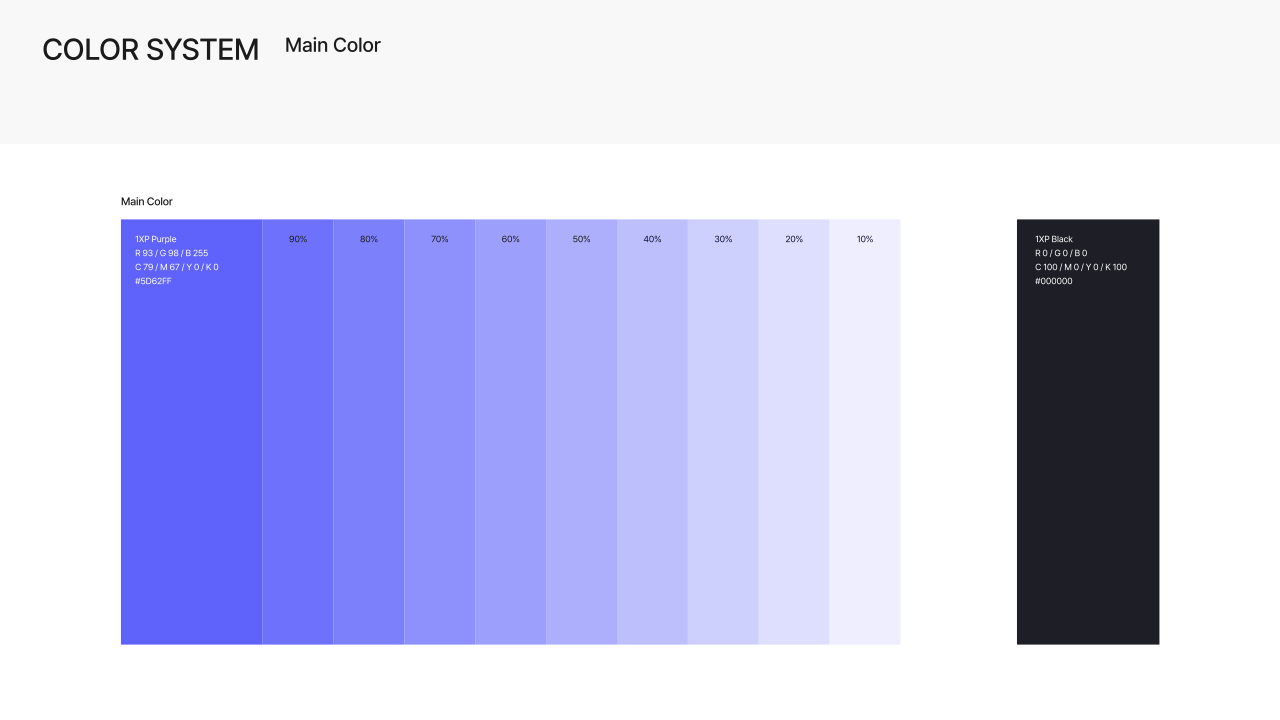 COLOR SYSTEM
Main Color
Main Color
1XP Purple
R 93 / G 98 / B 255
C 79 / M 67 / Y 0 / K 0
#5D62FF
90%
80%
70%
60%
50%
40%
30%
20%
10%
1XP Black
R 0 / G 0 / B 0
C 100 / M 0 / Y 0 / K 100
#000000